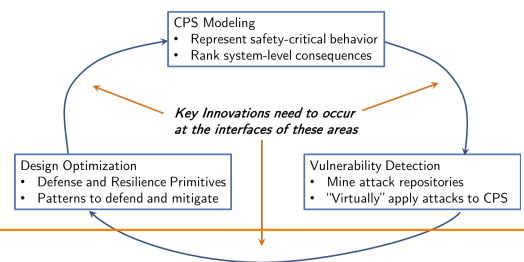 CPS Modeling
• Represent safety-critical behavior
• Rank system-level consequences
Key Innovations need to occur
at the interfaces of these areas
Design Optimization
• Defense and Resilience Primitives
• Patterns to defend and mitigate
Vulnerability Detection
• Mine attack repositories
• “Virtually” apply attacks to CPS